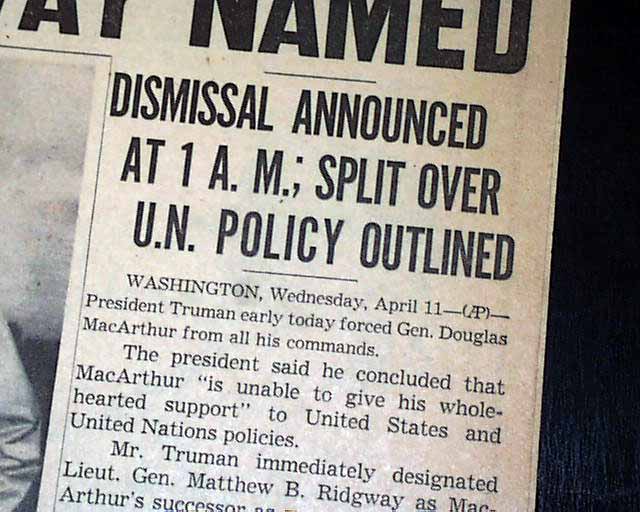 AY NAMED
DISMISSAL ANNOUNCED
AT 1 A. M.; SPLIT OVER
U.N. POLICY OUTLINED
WASHINGTON, Wednesday, April 11—(AP)—
President Truman early today forced Gen. Douglas
MacArthur from all his commands.
The president said he concluded that
MacArthur “is unable to give his whole-
hearted support” to United States and
United Nations policies.
Mr. Truman immediately designated
Lieut. Gen. Matthew B. Ridgway as Mac-
Arthur's successor as